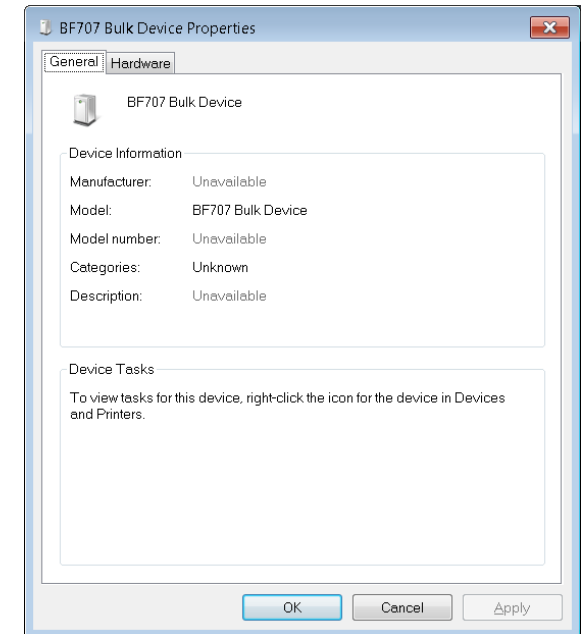 BF707 Bulk Device Properties
General Hardware
BF707 Bulk Device
Device Information
Manufacturer: Unavailable
Model: BF707 Bulk Device
Model number: Unavailable
Categories: Unknown
Description: Unavailable
Device Tasks
To view tasks for this device, right-click the icon for the device in Devices
and Printers.
OK Cancel Apply